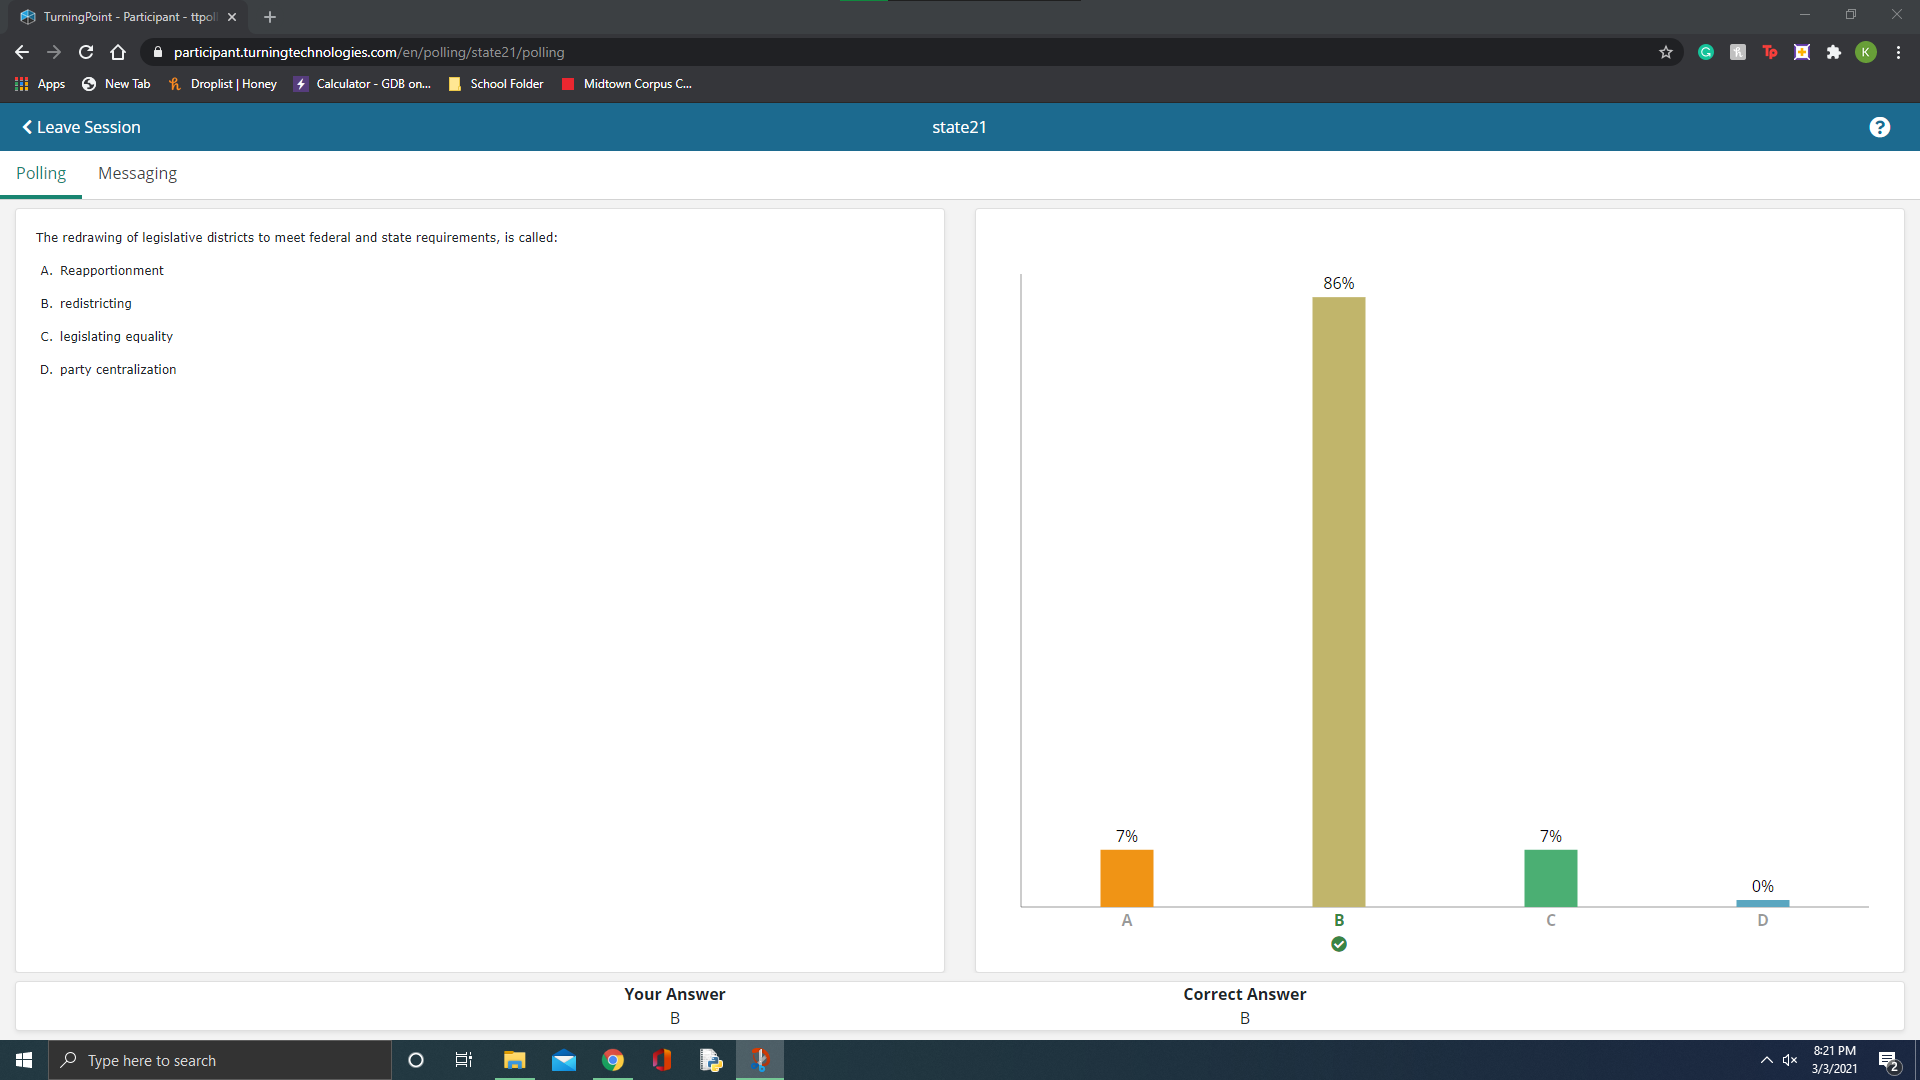 TurningPoint - Participant - ttpoll
participant.turningtechnologies.com/en/polling/state21/polling
Tp
K
Apps
New Tab
Droplist | Honey
Calculator - GDB on...
School Folder
Midtown Corpus C...
Leave Session
state21
?
Polling
Messaging
The redrawing of legislative districts to meet federal and state requirements, is called:
A. Reapportionment
B. redistricting
C. legislating equality
D. party centralization
86%
7%
7%
0%
A
B
C
D
Your Answer
Correct Answer
B
B
Type here to search
8:21 PM
3/3/2021
2